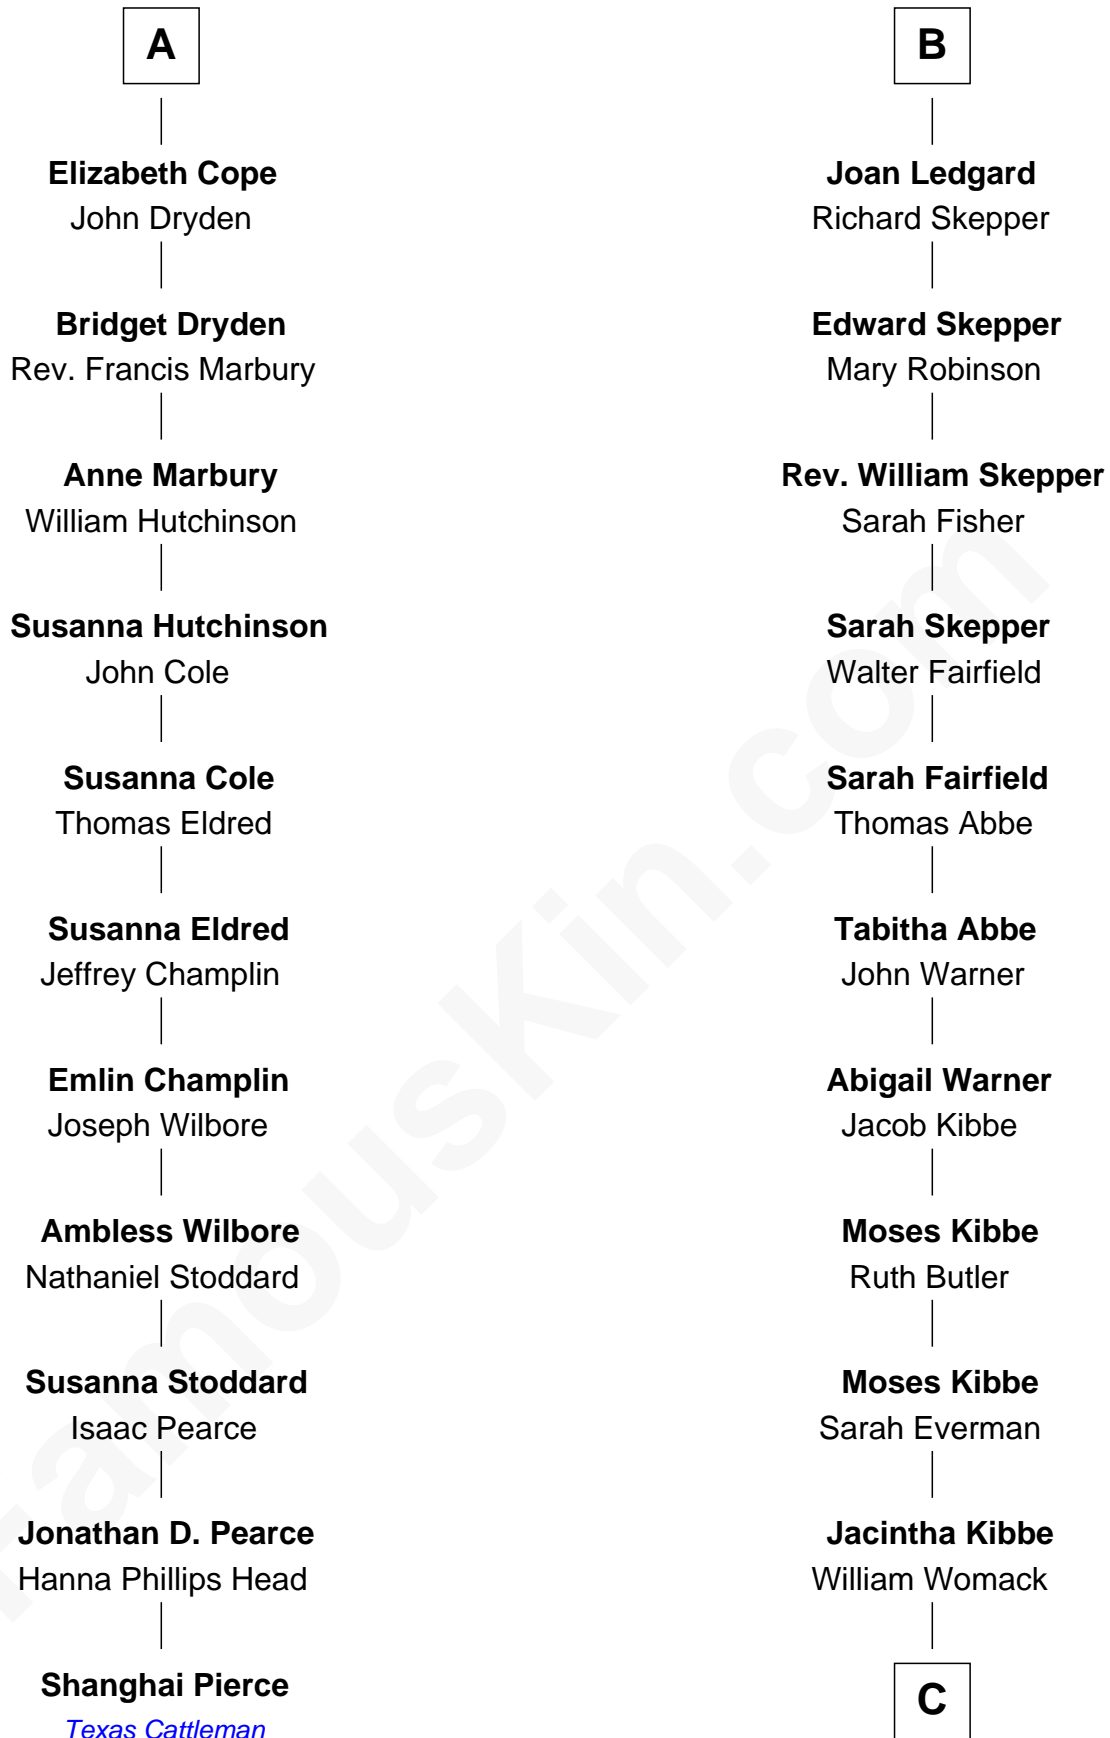 A
Elizabeth Cope
John Dryden
Bridget Dryden
Rev. Francis Marbury
Anne Marbury
William Hutchinson
Susanna Hutchinson
John Cole
Susanna Cole
Thomas Eldred
Susanna Eldred
Jeffrey Champlin
Emlin Champlin
Joseph Wilbore
Ambless Wilbore
Nathaniel Stoddard
Susanna Stoddard
Isaac Pearce
Jonathan D. Pearce
Hanna Phillips Head
Shanghai Pierce
Texas Cattleman
B
Joan Ledgard
Richard Skepper
Edward Skepper
Mary Robinson
Rev. William Skepper
Sarah Fisher
Sarah Skepper
Walter Fairfield
Sarah Fairfield
Thomas Abbe
Tabitha Abbe
John Warner
Abigail Warner
Jacob Kibbe
Moses Kibbe
Ruth Butler
Moses Kibbe
Sarah Everman
Jacintha Kibbe
William Womack
C
FamousKin.com